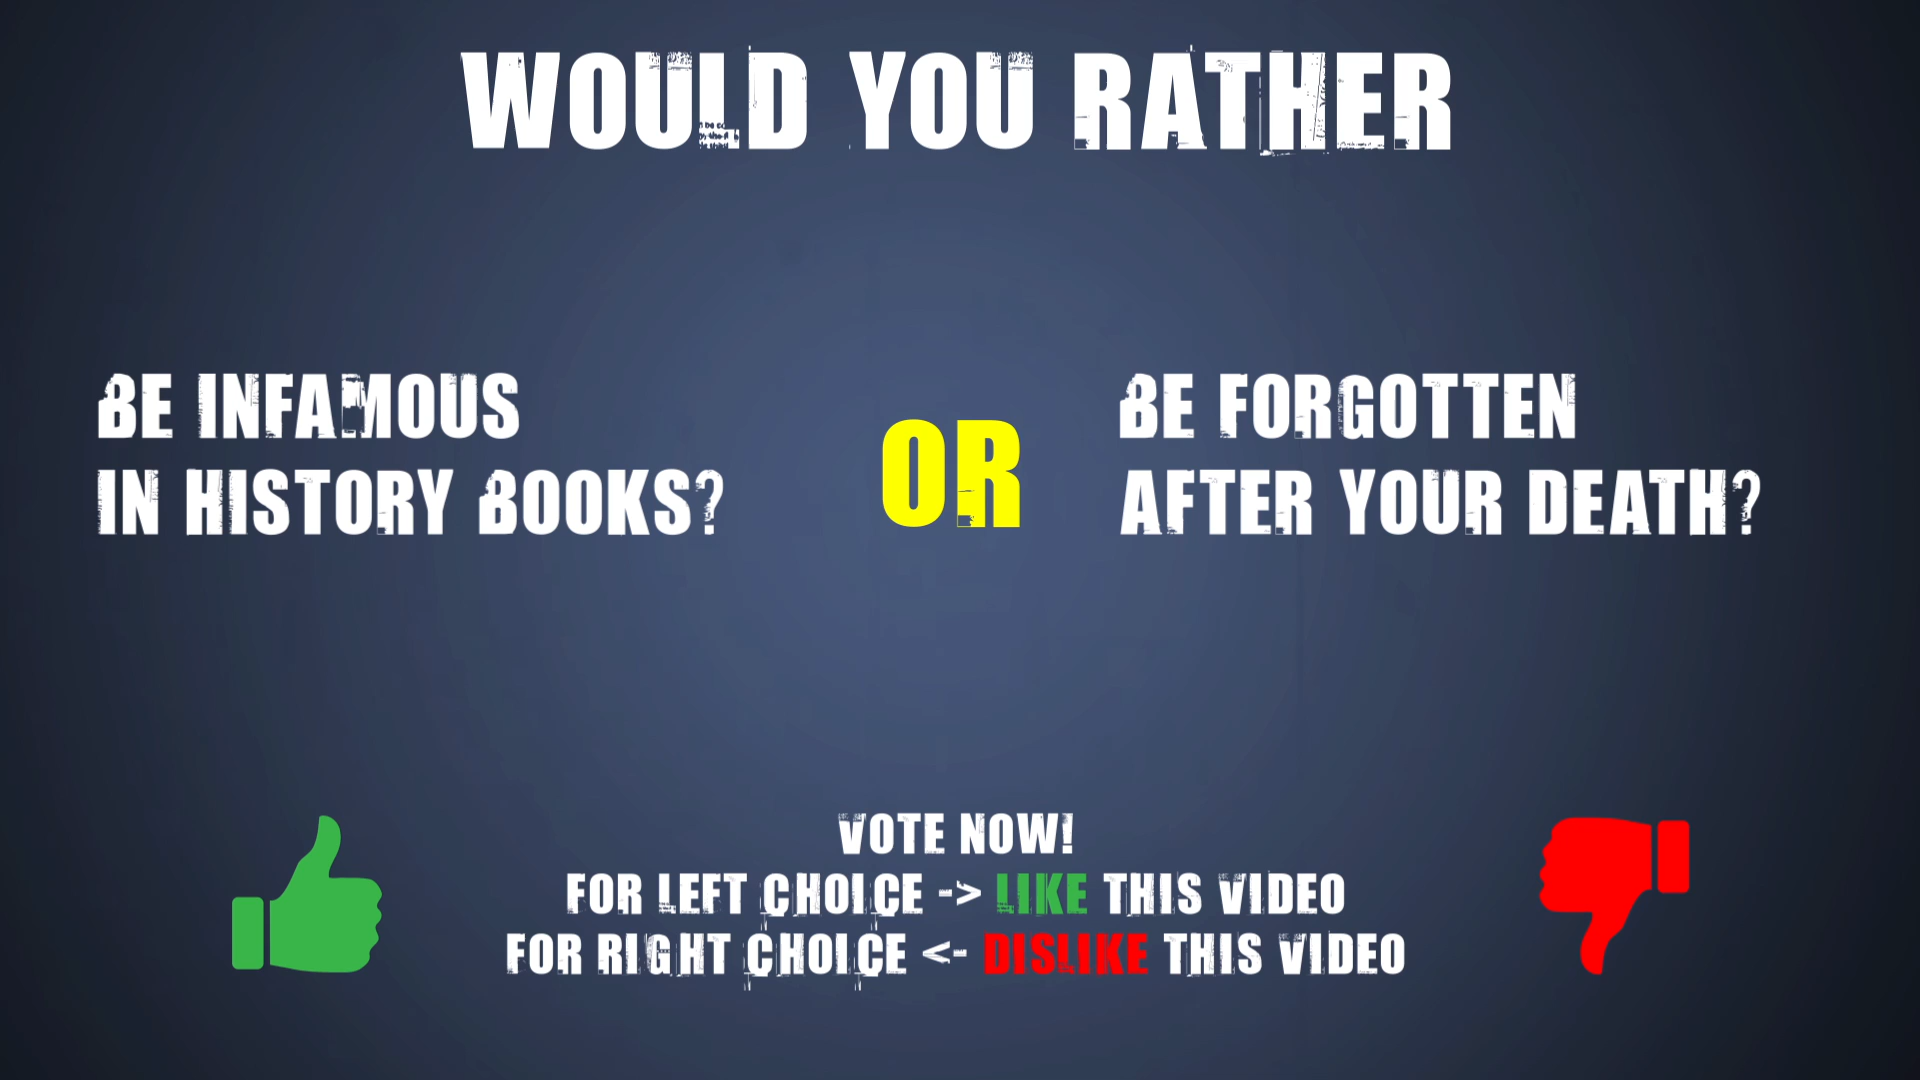 WOULD YOU RATHER
BE INFAMOUS
IN HISTORY BOOKS?
OR
BE FORGOTTEN
AFTER YOUR DEATH?
VOTE NOW!
FOR LEFT CHOICE -> LIKE THIS VIDEO
FOR RIGHT CHOICE <- DISLIKE THIS VIDEO